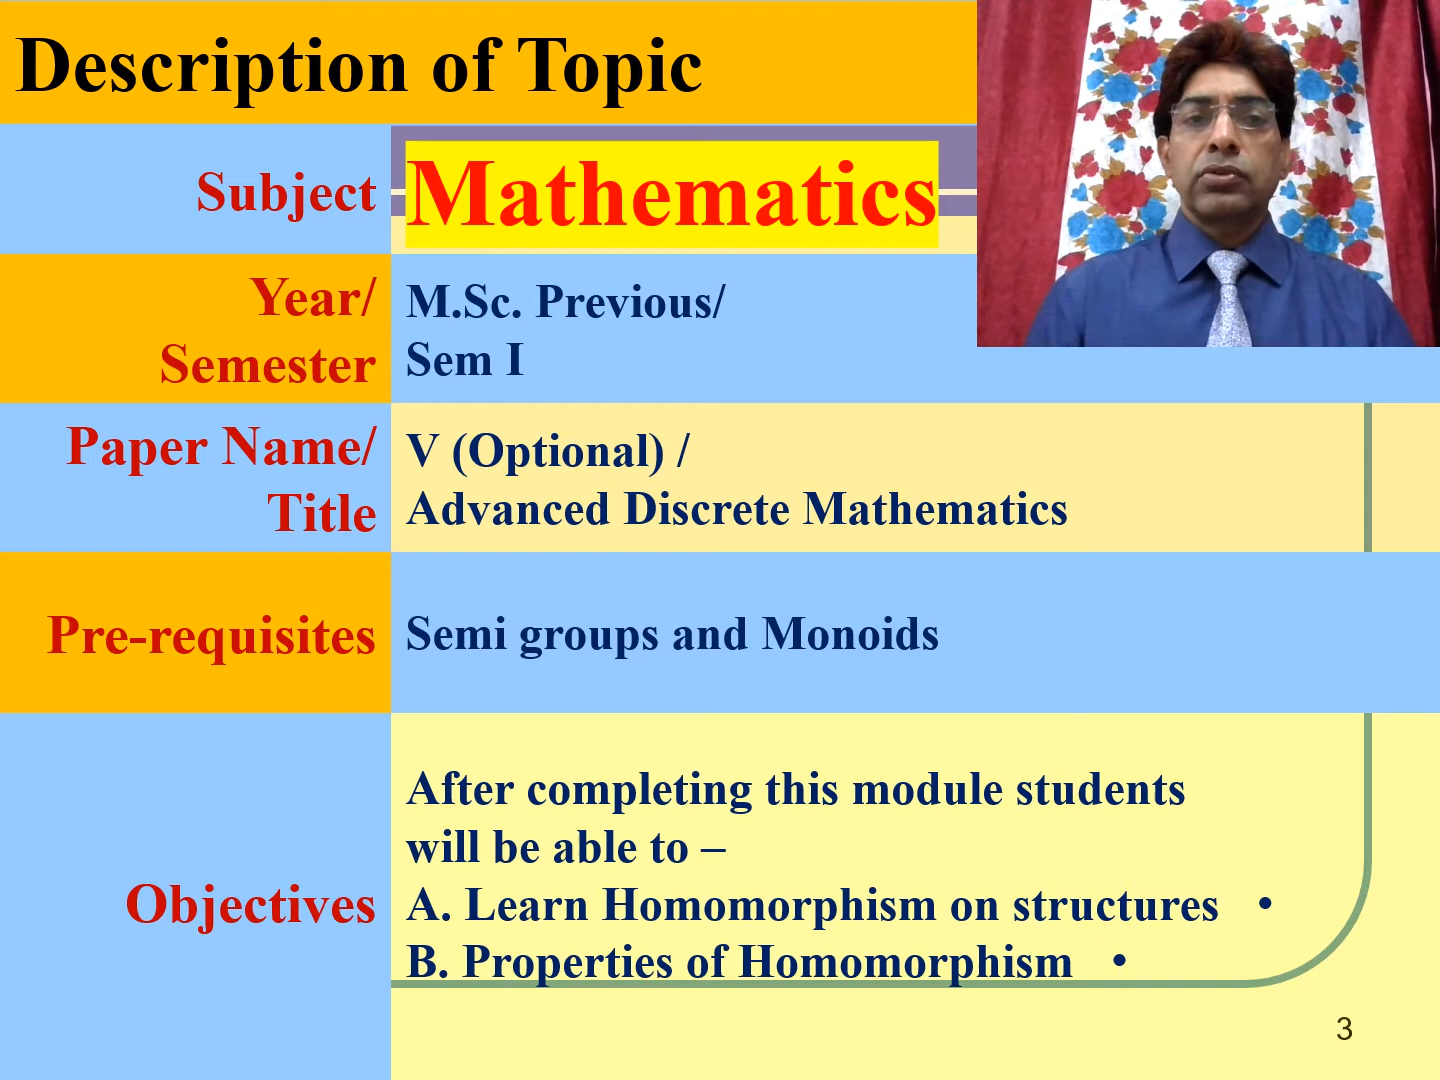 Description of Topic
Subject
Mathematics
Year/
Semester
M.Sc. Previous/
Sem I
Paper Name/
Title
V (Optional) /
Advanced Discrete Mathematics
Pre-requisites
Semi groups and Monoids
Objectives
After completing this module students
will be able to –
A. Learn Homomorphism on structures •
B. Properties of Homomorphism •
3